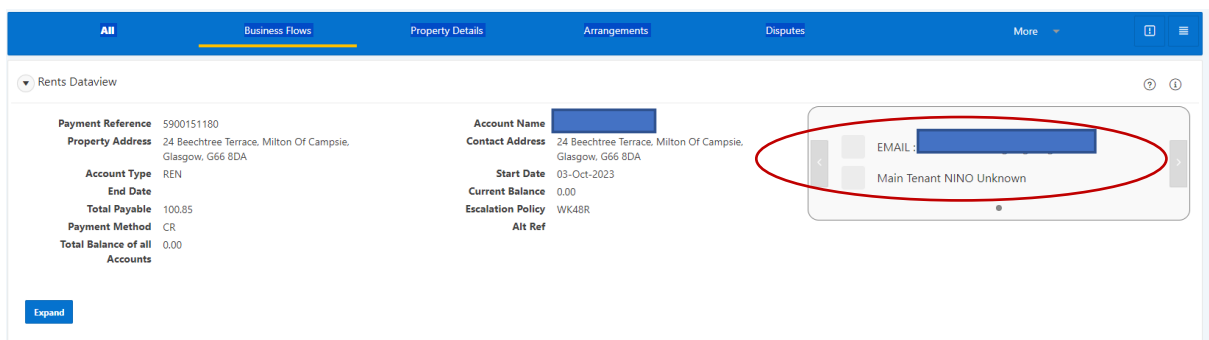 All Business Flows Property Details Arrangements Disputes More
Rents Dataview
Payment Reference 5900151180
Property Address 24 Beechtree Terrace, Milton Of Campsie,
Glasgow, G66 8DA
Account Type REN
End Date
Total Payable 100.85
Payment Method CR
Total Balance of all 0.00
Accounts
Account Name
Contact Address 24 Beechtree Terrace, Milton Of Campsie,
Glasgow, G66 8DA
Start Date 03-Oct-2023
Current Balance 0.00
Escalation Policy WK48R
Alt Ref
EMAIL :
Main Tenant NINO Unknown
Expand